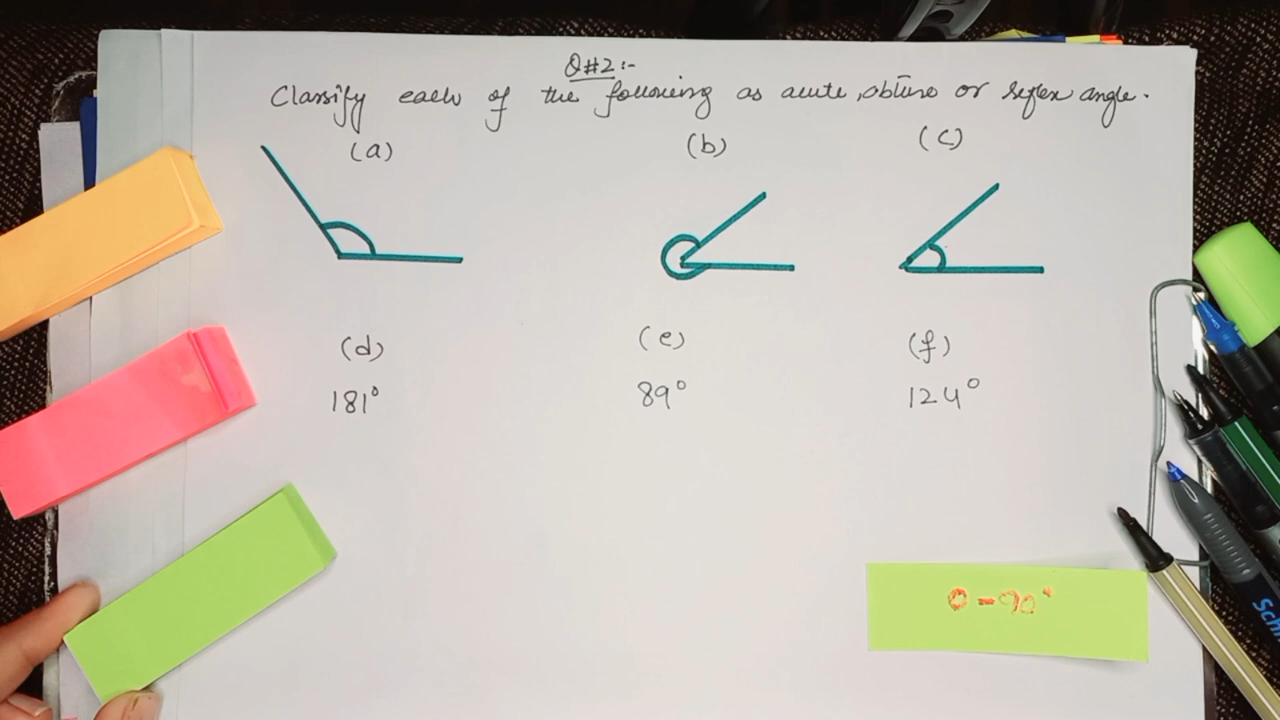 Q#2:-
Classify each of the following as acute, obtuse or reflex angle.
(a) (b) (c)
(d) (e) (f)
181° 89° 124°
0-90°